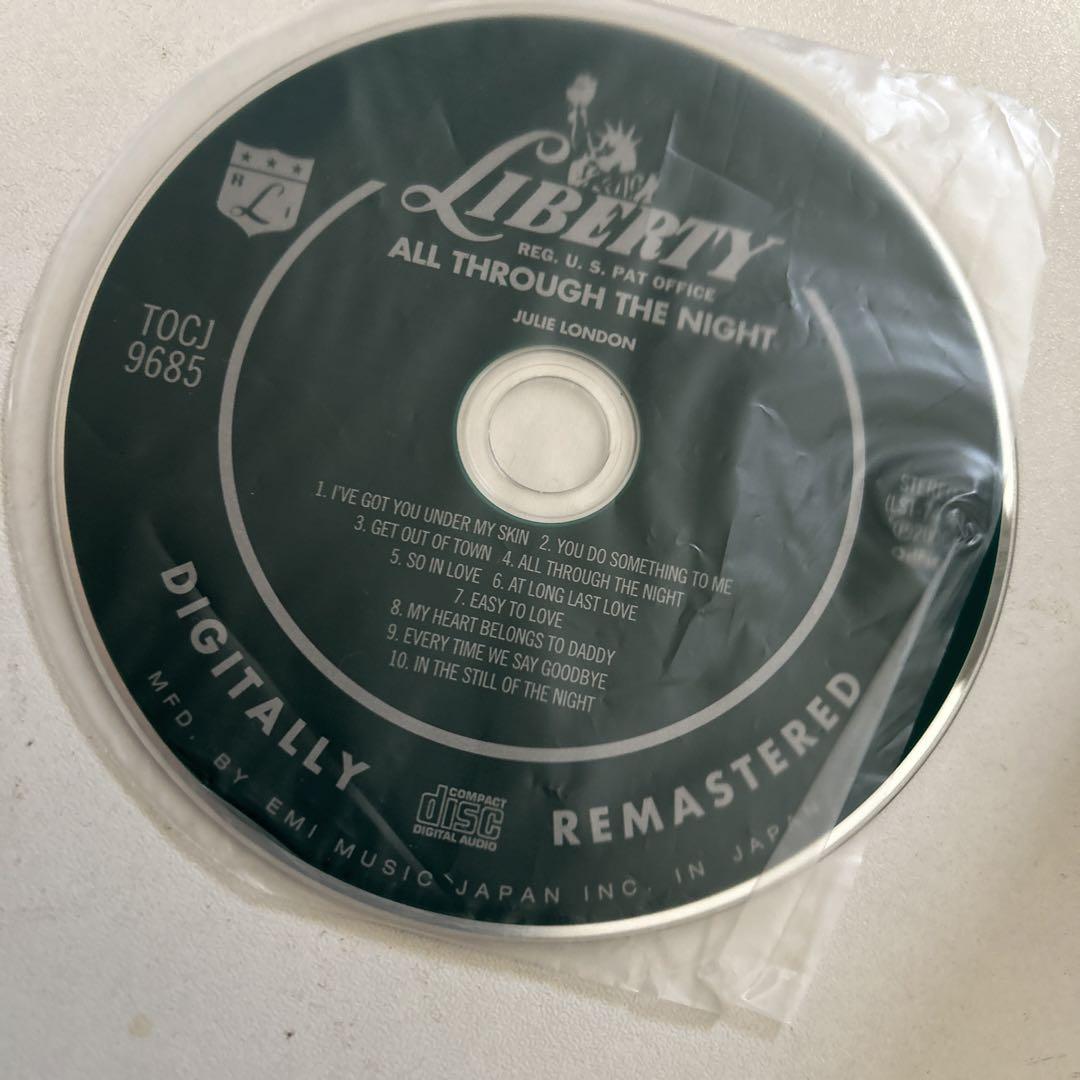 LIBERTY
REG. U. S. PAT OFFICE
ALL THROUGH THE NIGHT
JULIE LONDON
R L
TOCJ
9685
STEREO
1. I'VE GOT YOU UNDER MY SKIN 2. YOU DO SOMETHING TO ME
3. GET OUT OF TOWN 4. ALL THROUGH THE NIGHT
5. SO IN LOVE 6. AT LONG LAST LOVE
7. EASY TO LOVE
8. MY HEART BELONGS TO DADDY
9. EVERY TIME WE SAY GOODBYE
10. IN THE STILL OF THE NIGHT
DIGITALLY REMASTERED
COMPACT
disc
DIGITAL AUDIO
MFD. BY EMI MUSIC JAPAN INC. IN JAPAN